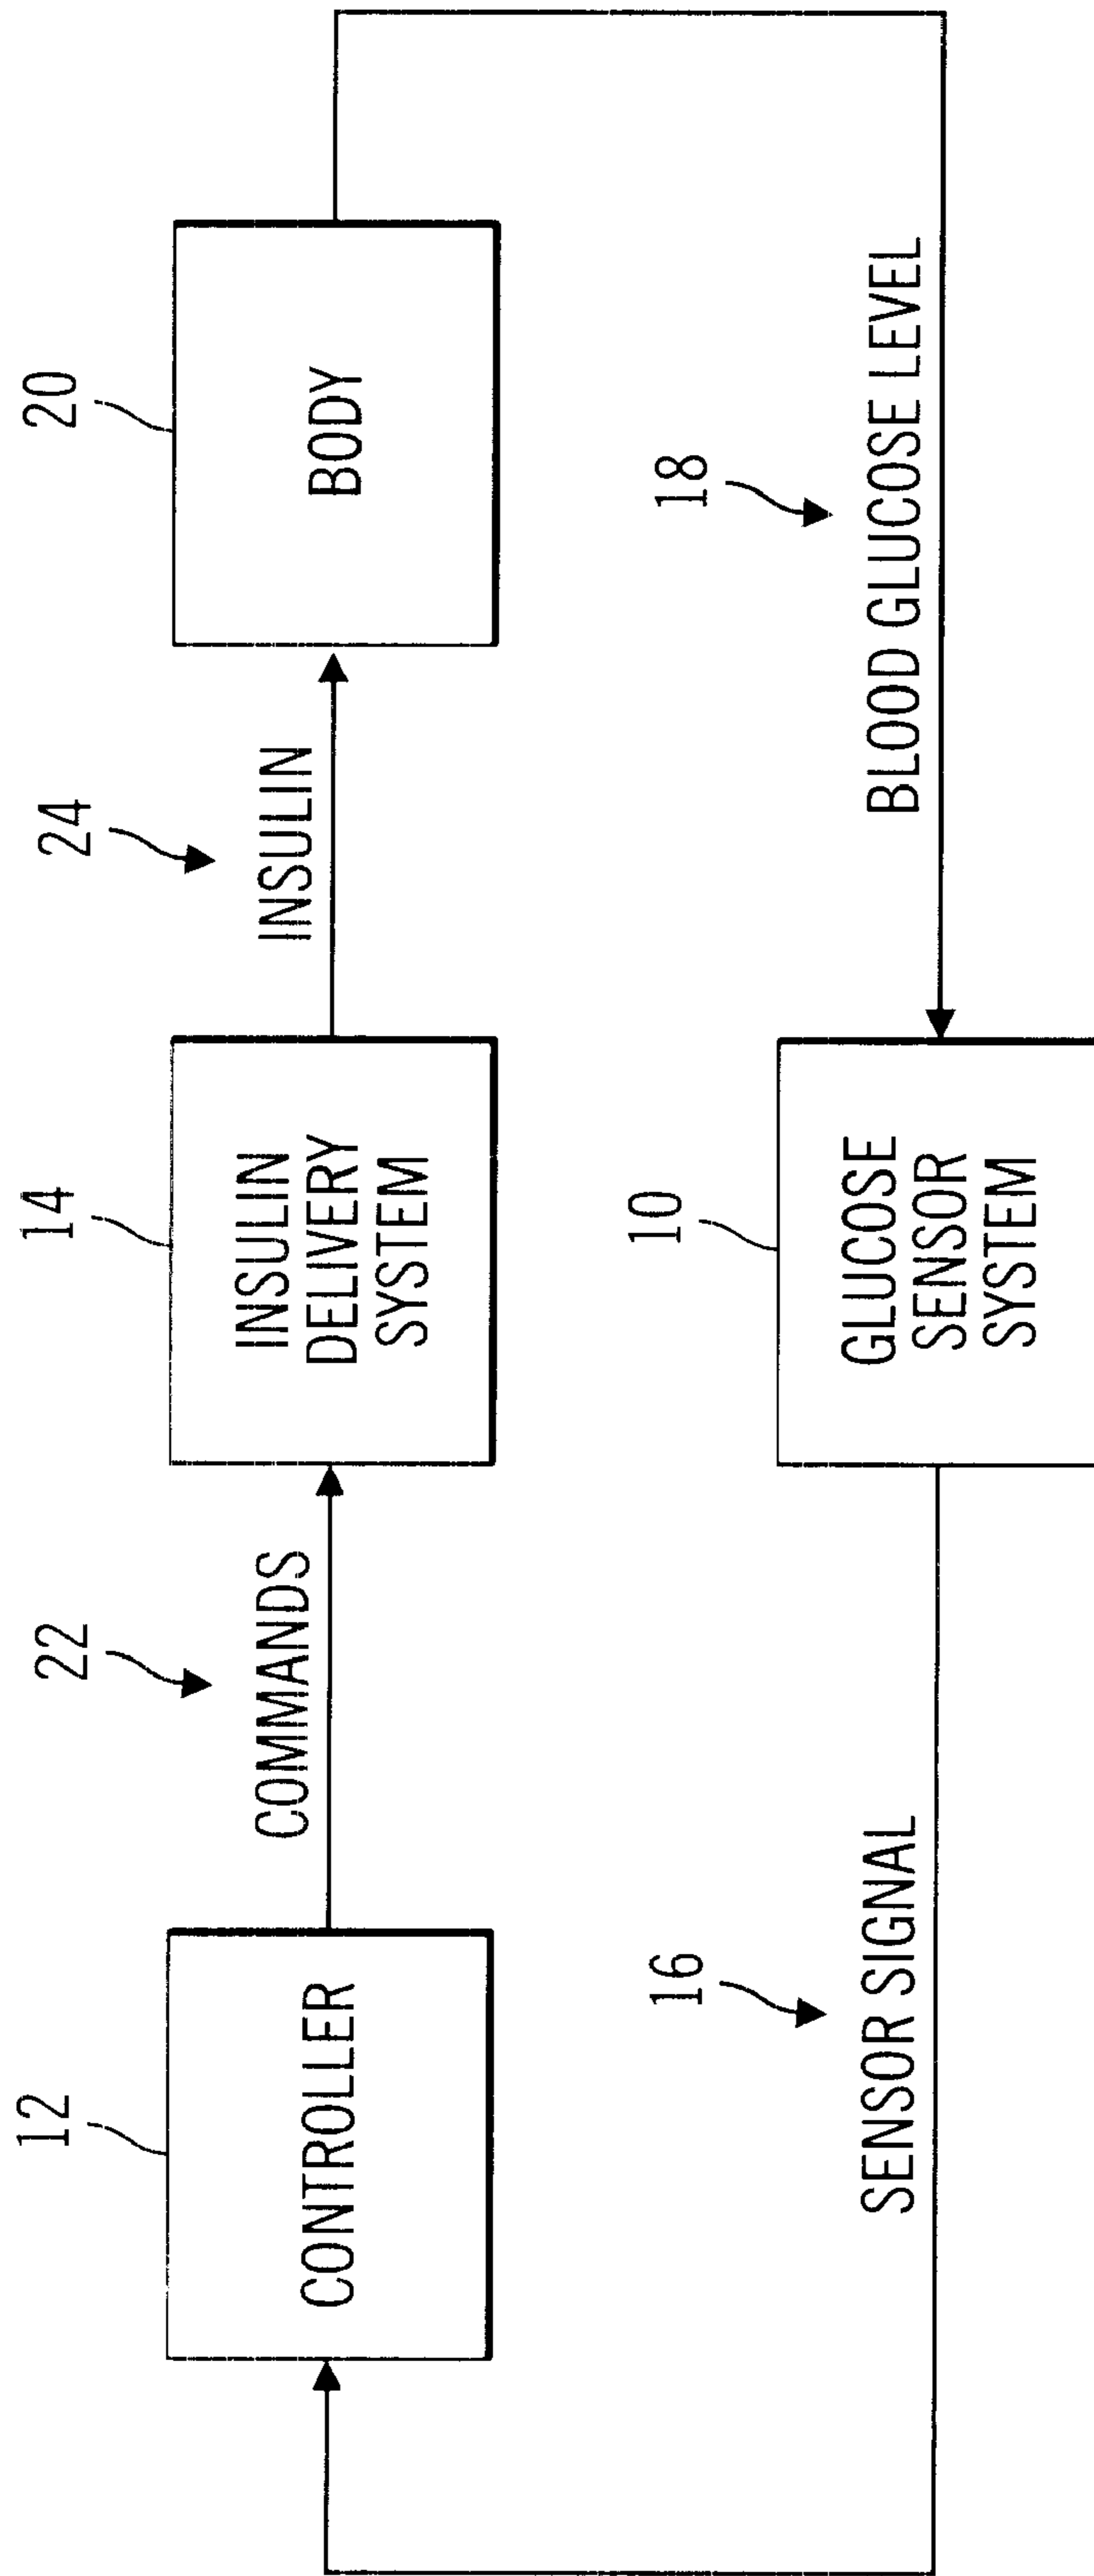 12
CONTROLLER
22
COMMANDS
14
INSULIN
DELIVERY
SYSTEM
24
INSULIN
20
BODY
16
SENSOR SIGNAL
10
GLUCOSE
SENSOR
SYSTEM
18
BLOOD GLUCOSE LEVEL